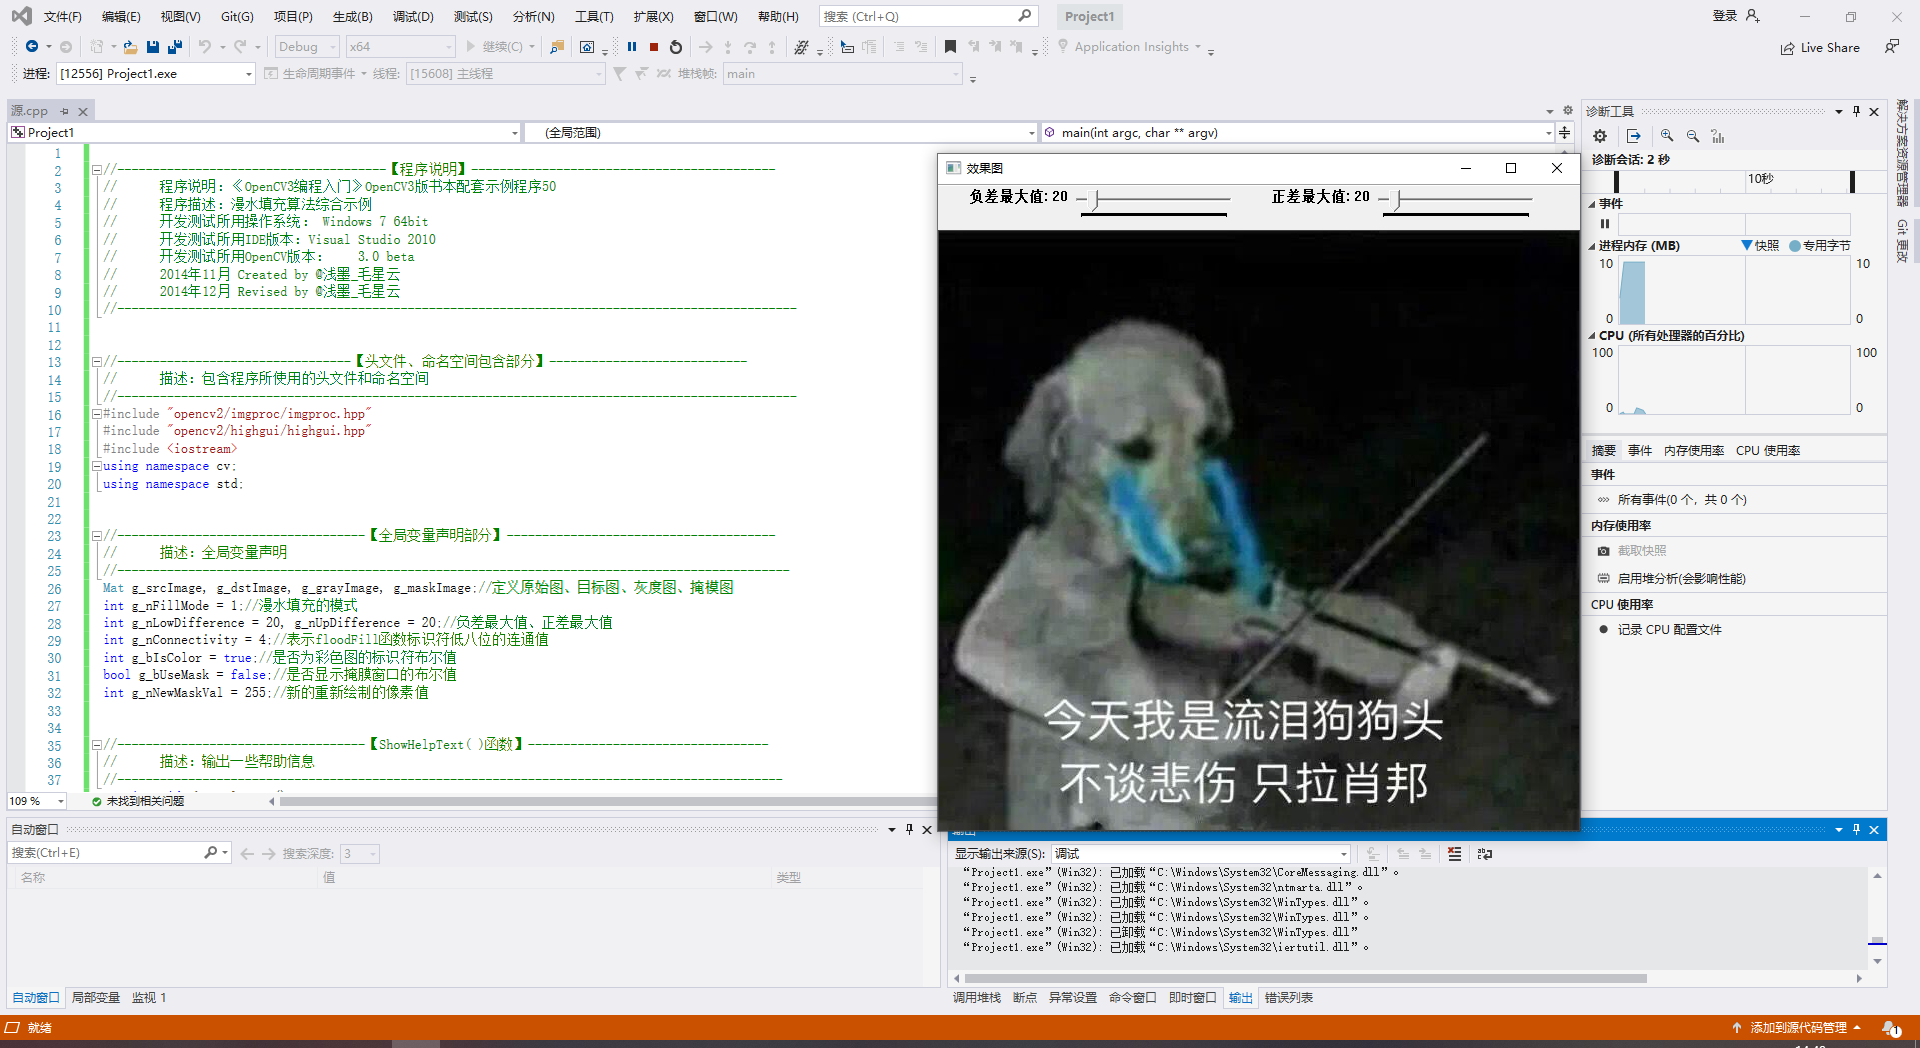 文件(F) 编辑(E) 视图(V) Git(G) 项目(P) 生成(B) 调试(D) 测试(S) 分析(N) 工具(T) 扩展(X) 窗口(W) 帮助(H) 搜索 (Ctrl+Q) Project1 登录
Debug x64 继续(C) Application Insights Live Share
进程: [12556] Project1.exe 生命周期事件 线程: [15608] 主线程 堆栈帧: main
源.cpp
Project1 (全局范围) main(int argc, char ** argv)
1
2 //--------------------------------------【程序说明】-------------------------------------------
3 // 程序说明：《OpenCV3编程入门》OpenCV3版书本配套示例程序50
4 // 程序描述：漫水填充算法综合示例
5 // 开发测试所用操作系统： Windows 7 64bit
6 // 开发测试所用IDE版本：Visual Studio 2010
7 // 开发测试所用OpenCV版本： 3.0 beta
8 // 2014年11月 Created by @浅墨_毛星云
9 // 2014年12月 Revised by @浅墨_毛星云
10 //------------------------------------------------------------------------------------------------
11
12
13 //---------------------------------【头文件、命名空间包含部分】----------------------------
14 // 描述：包含程序所使用的头文件和命名空间
15 //------------------------------------------------------------------------------------------------
16 #include "opencv2/imgproc/imgproc.hpp"
17 #include "opencv2/highgui/highgui.hpp"
18 #include <iostream>
19 using namespace cv;
20 using namespace std;
21
22
23 //-----------------------------------【全局变量声明部分】--------------------------------------
24 // 描述：全局变量声明
25 //-----------------------------------------------------------------------------------------------
26 Mat g_srcImage, g_dstImage, g_grayImage, g_maskImage;//定义原始图、目标图、灰度图、掩模图
27 int g_nFillMode = 1;//漫水填充的模式
28 int g_nLowDifference = 20, g_nUpDifference = 20;//负差最大值、正差最大值
29 int g_nConnectivity = 4;//表示floodFill函数标识符低八位的连通值
30 int g_bIsColor = true;//是否为彩色图的标识符布尔值
31 bool g_bUseMask = false;//是否显示掩膜窗口的布尔值
32 int g_nNewMaskVal = 255;//新的重新绘制的像素值
33
34
35 //-----------------------------------【ShowHelpText( )函数】----------------------------------
36 // 描述：输出一些帮助信息
37 //----------------------------------------------------------------------------------------------
109 % 未找到相关问题
效果图
负差最大值: 20 正差最大值: 20
今天我是流泪狗狗头
不谈悲伤 只拉肖邦
诊断工具
诊断会话: 2 秒
10秒
事件
进程内存 (MB) 快照 专用字节
10 10
0 0
CPU (所有处理器的百分比)
100 100
0 0
摘要 事件 内存使用率 CPU 使用率
事件
所有事件(0 个，共 0 个)
内存使用率
截取快照
启用堆分析(会影响性能)
CPU 使用率
记录 CPU 配置文件
解决方案资源管理器
Git 更改
自动窗口
搜索(Ctrl+E) 搜索深度: 3
名称 值 类型
自动窗口 局部变量 监视 1
显示输出来源(S): 调试
“Project1.exe”(Win32): 已加载“C:\Windows\System32\CoreMessaging.dll”。
“Project1.exe”(Win32): 已加载“C:\Windows\System32\ntmarta.dll”。
“Project1.exe”(Win32): 已加载“C:\Windows\System32\WinTypes.dll”。
“Project1.exe”(Win32): 已加载“C:\Windows\System32\WinTypes.dll”。
“Project1.exe”(Win32): 已卸载“C:\Windows\System32\WinTypes.dll”
“Project1.exe”(Win32): 已加载“C:\Windows\System32\iertutil.dll”。
调用堆栈 断点 异常设置 命令窗口 即时窗口 输出 错误列表
就绪 添加到源代码管理 1